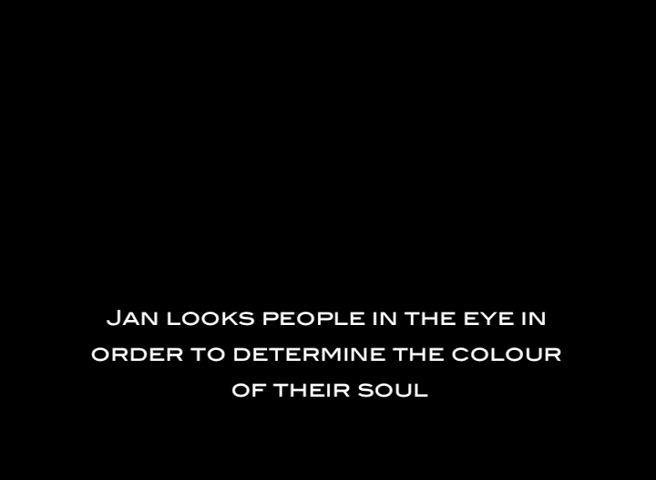 Jan looks people in the eye in
order to determine the colour
of their soul